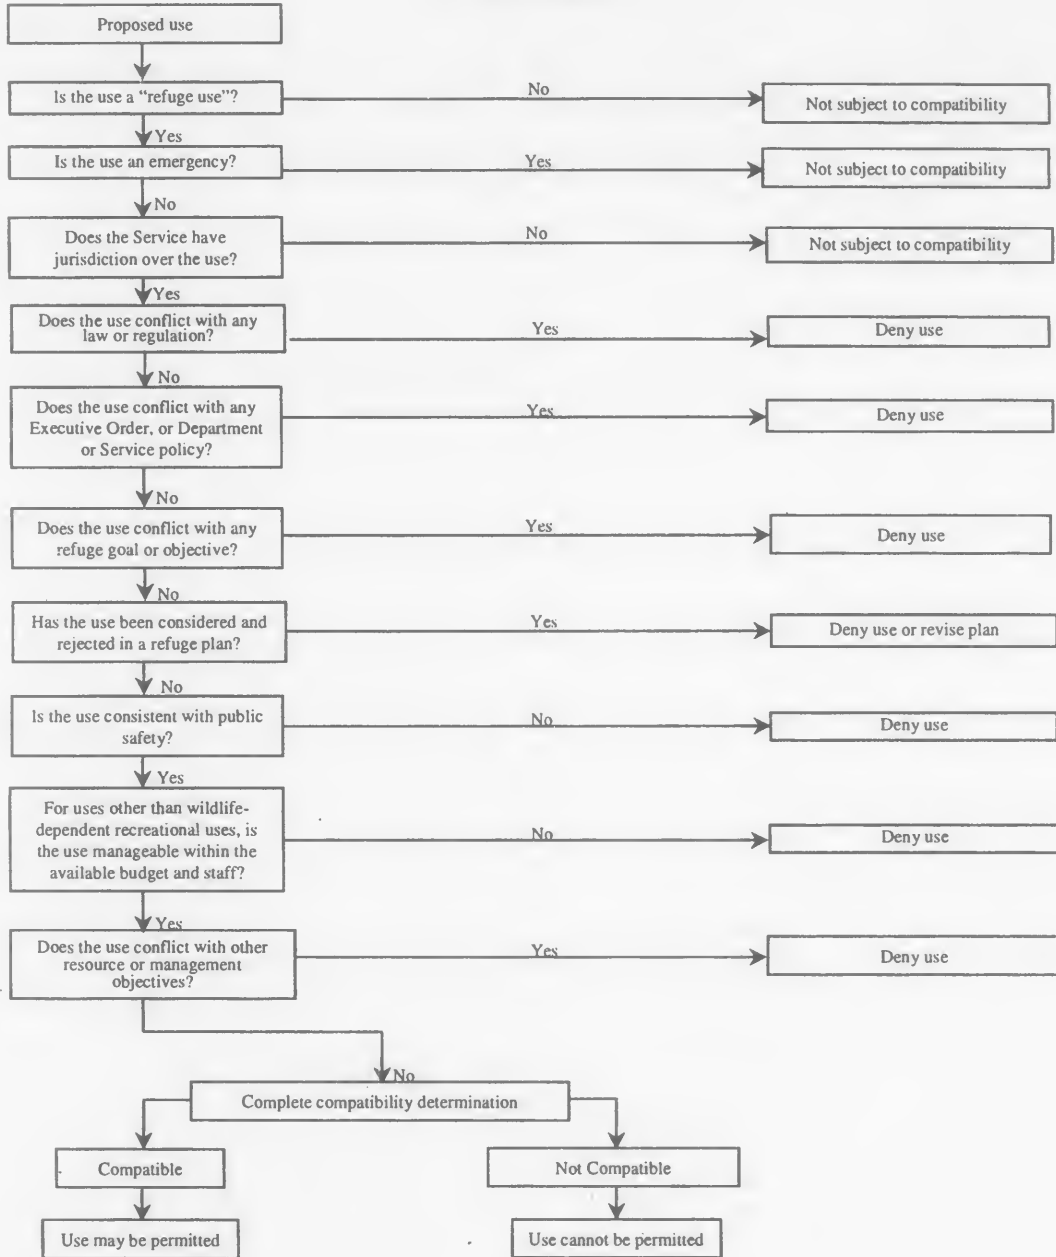 Proposed use
Is the use a “refuge use”?
No
Not subject to compatibility
Yes
Is the use an emergency?
Yes
Not subject to compatibility
No
Does the Service have
jurisdiction over the use?
No
Not subject to compatibility
Yes
Does the use conflict with any
law or regulation?
Yes
Deny use
No
Does the use conflict with any
Executive Order, or Department
or Service policy?
Yes
Deny use
No
Does the use conflict with any
refuge goal or objective?
Yes
Deny use
No
Has the use been considered and
rejected in a refuge plan?
Yes
Deny use or revise plan
No
Is the use consistent with public
safety?
No
Deny use
Yes
For uses other than wildlife-
dependent recreational uses, is
the use manageable within the
available budget and staff?
No
Deny use
Yes
Does the use conflict with other
resource or management
objectives?
Yes
Deny use
No
Complete compatibility determination
Compatible
Not Compatible
Use may be permitted
Use cannot be permitted